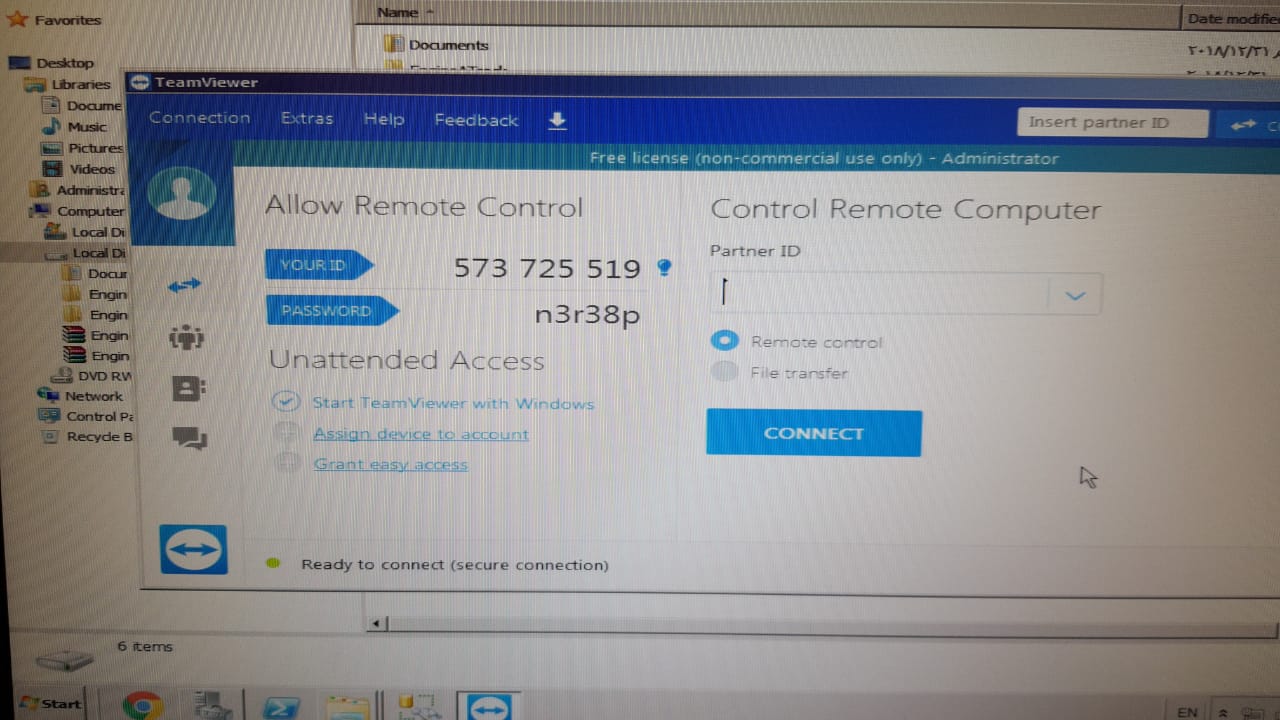 Favorites
Name
Date modifie
Documents
٢٠١٨/١٢/٣١
Desktop
Libraries
Docume
Music
Pictures
Videos
Administra
Computer
Local Di
Local Di
Docur
Engin
Engin
Engin
Engin
DVD RW
Network
Control Pa
Recycle B
TeamViewer
Connection Extras Help Feedback
Insert partner ID
C
Free license (non-commercial use only) - Administrator
Allow Remote Control
YOUR ID 573 725 519
PASSWORD n3r38p
Unattended Access
Start TeamViewer with Windows
Assign device to account
Grant easy access
Control Remote Computer
Partner ID
Remote control
File transfer
CONNECT
Ready to connect (secure connection)
6 items
Start
EN